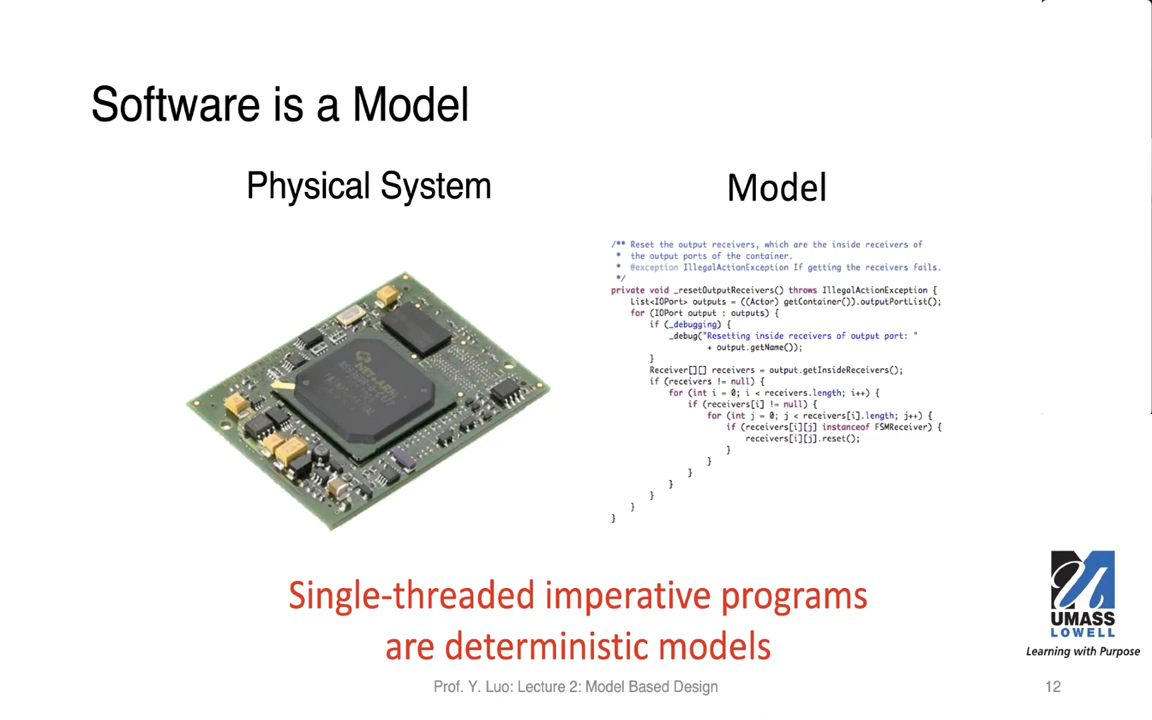 Software is a Model
Physical System
Model
/** Reset the output receivers, which are the inside receivers of
 *  the output ports of the container.
 *  @exception IllegalActionException If getting the receivers fails.
 */
private void _resetOutputReceivers() throws IllegalActionException {
    List<IOPort> outputs = ((Actor) getContainer()).outputPortList();
    for (IOPort output : outputs) {
        if (_debugging) {
            _debug("Resetting inside receivers of output port: "
                    + output.getName());
        }
        Receiver[][] receivers = output.getInsideReceivers();
        if (receivers != null) {
            for (int i = 0; i < receivers.length; i++) {
                if (receivers[i] != null) {
                    for (int j = 0; j < receivers[i].length; j++) {
                        if (receivers[i][j] instanceof FSMReceiver) {
                            receivers[i][j].reset();
                        }
                    }
                }
            }
        }
    }
}
NET+ARM
Single-threaded imperative programs
are deterministic models
UMASS
LOWELL
Learning with Purpose
Prof. Y. Luo: Lecture 2: Model Based Design
12